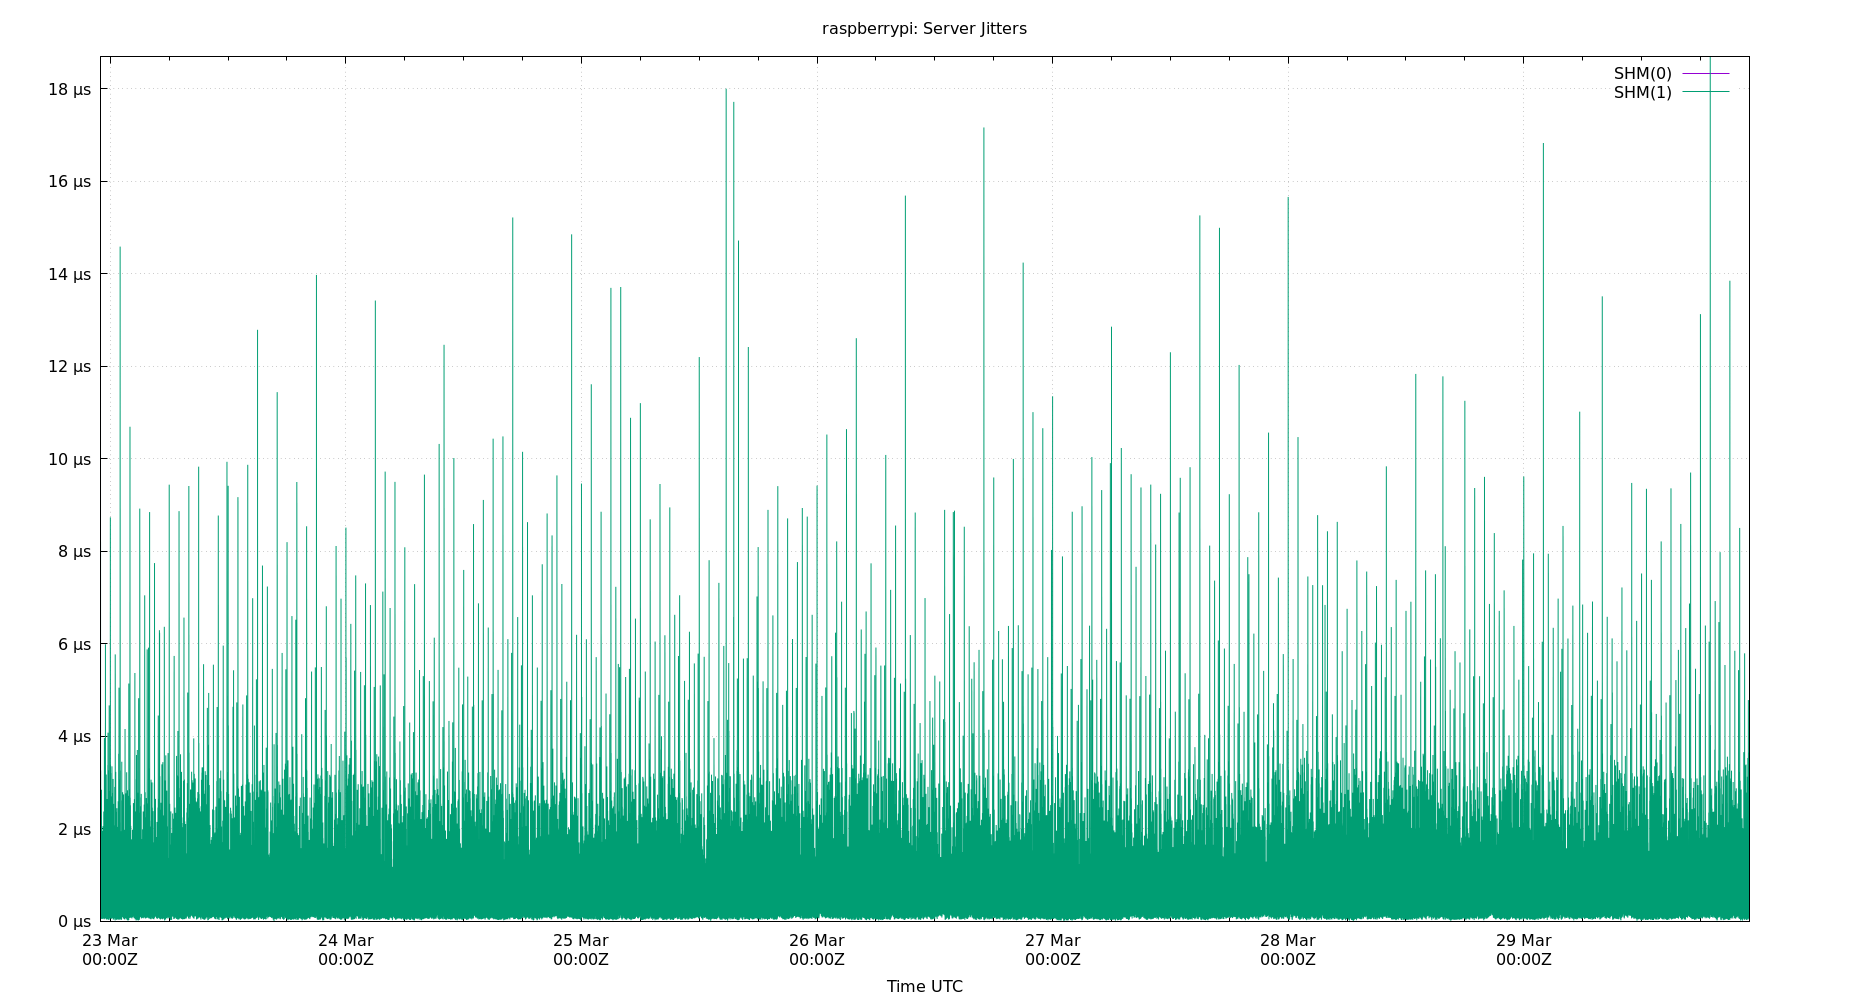 raspberrypi: Server Jitters
SHM(0)
SHM(1)
18 µs
16 µs
14 µs
12 µs
10 µs
8 µs
6 µs
4 µs
2 µs
0 µs
23 Mar 24 Mar 25 Mar 26 Mar 27 Mar 28 Mar 29 Mar
00:00Z 00:00Z 00:00Z 00:00Z 00:00Z 00:00Z 00:00Z
Time UTC